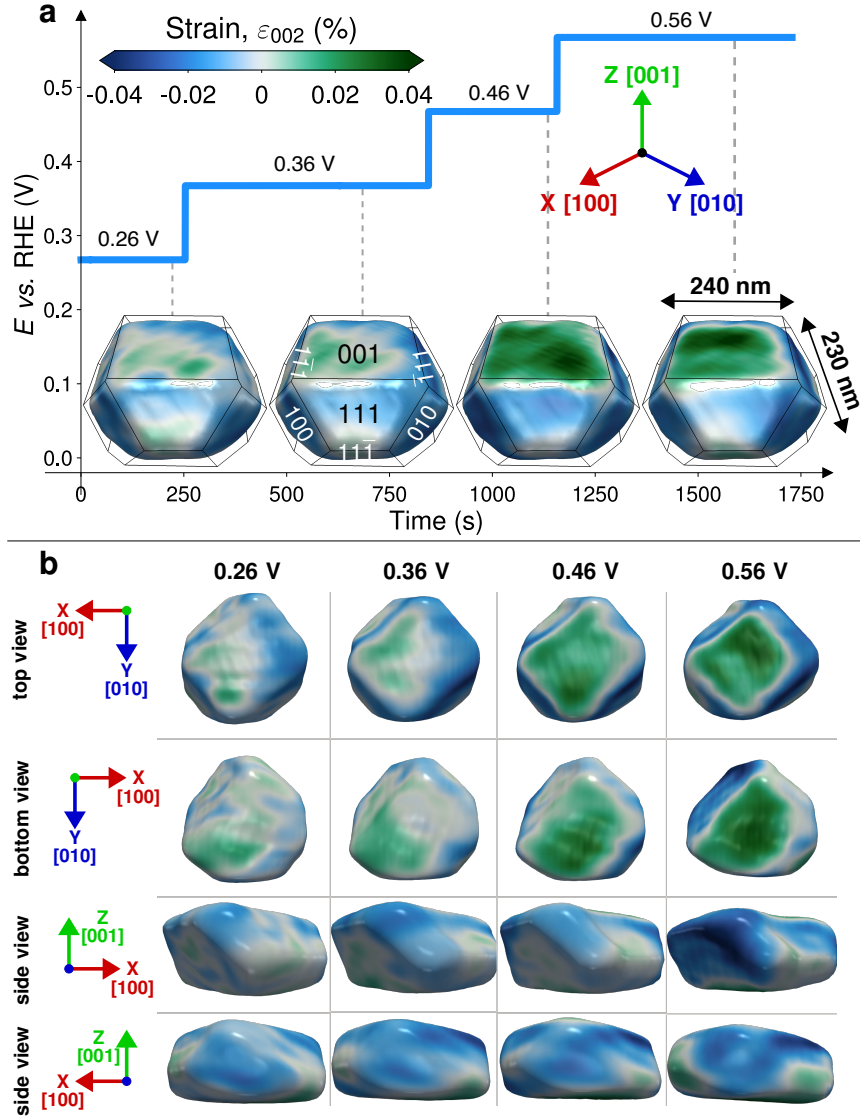 a
Strain, ε002 (%)
-0.04 -0.02 0 0.02 0.04
0.56 V
0.46 V
0.36 V
0.26 V
Z [001]
X [100]
Y [010]
E vs. RHE (V)
0.5
0.4
0.3
0.2
0.1
0.0
240 nm
230 nm
001
111̄
11̄1
100
111
010
111̄
0 250 500 750 1000 1250 1500 1750
Time (s)
b
0.26 V 0.36 V 0.46 V 0.56 V
top view
X
[100]
Y
[010]
bottom view
X
[100]
Y
[010]
side view
Z
[001]
X
[100]
side view
Z
[001]
X
[100]